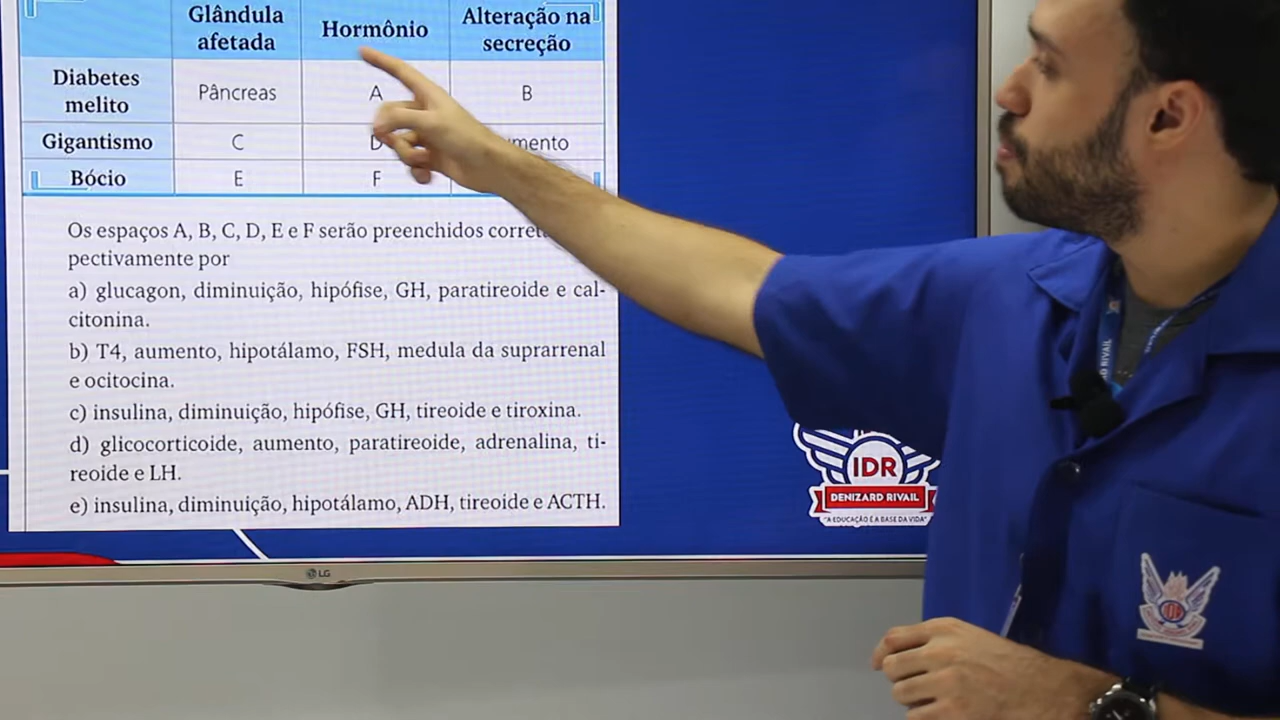 Glândula afetada
Hormônio
Alteração na secreção
Diabetes melito
Pâncreas
A
B
Gigantismo
C
D
Bócio
E
F
Os espaços A, B, C, D, E e F serão preenchidos
pectivamente por
a) glucagon, diminuição, hipófise, GH, paratireoide e cal-
citonina.
b) T4, aumento, hipotálamo, FSH, medula da suprarrenal
e ocitocina.
c) insulina, diminuição, hipófise, GH, tireoide e tiroxina.
d) glicocorticoide, aumento, paratireoide, adrenalina, ti-
reoide e LH.
e) insulina, diminuição, hipotálamo, ADH, tireoide e ACTH.
IDR
DENIZARD RIVAIL
"A EDUCAÇÃO É A BASE DA VIDA"
LG
RIVAIL
IDR